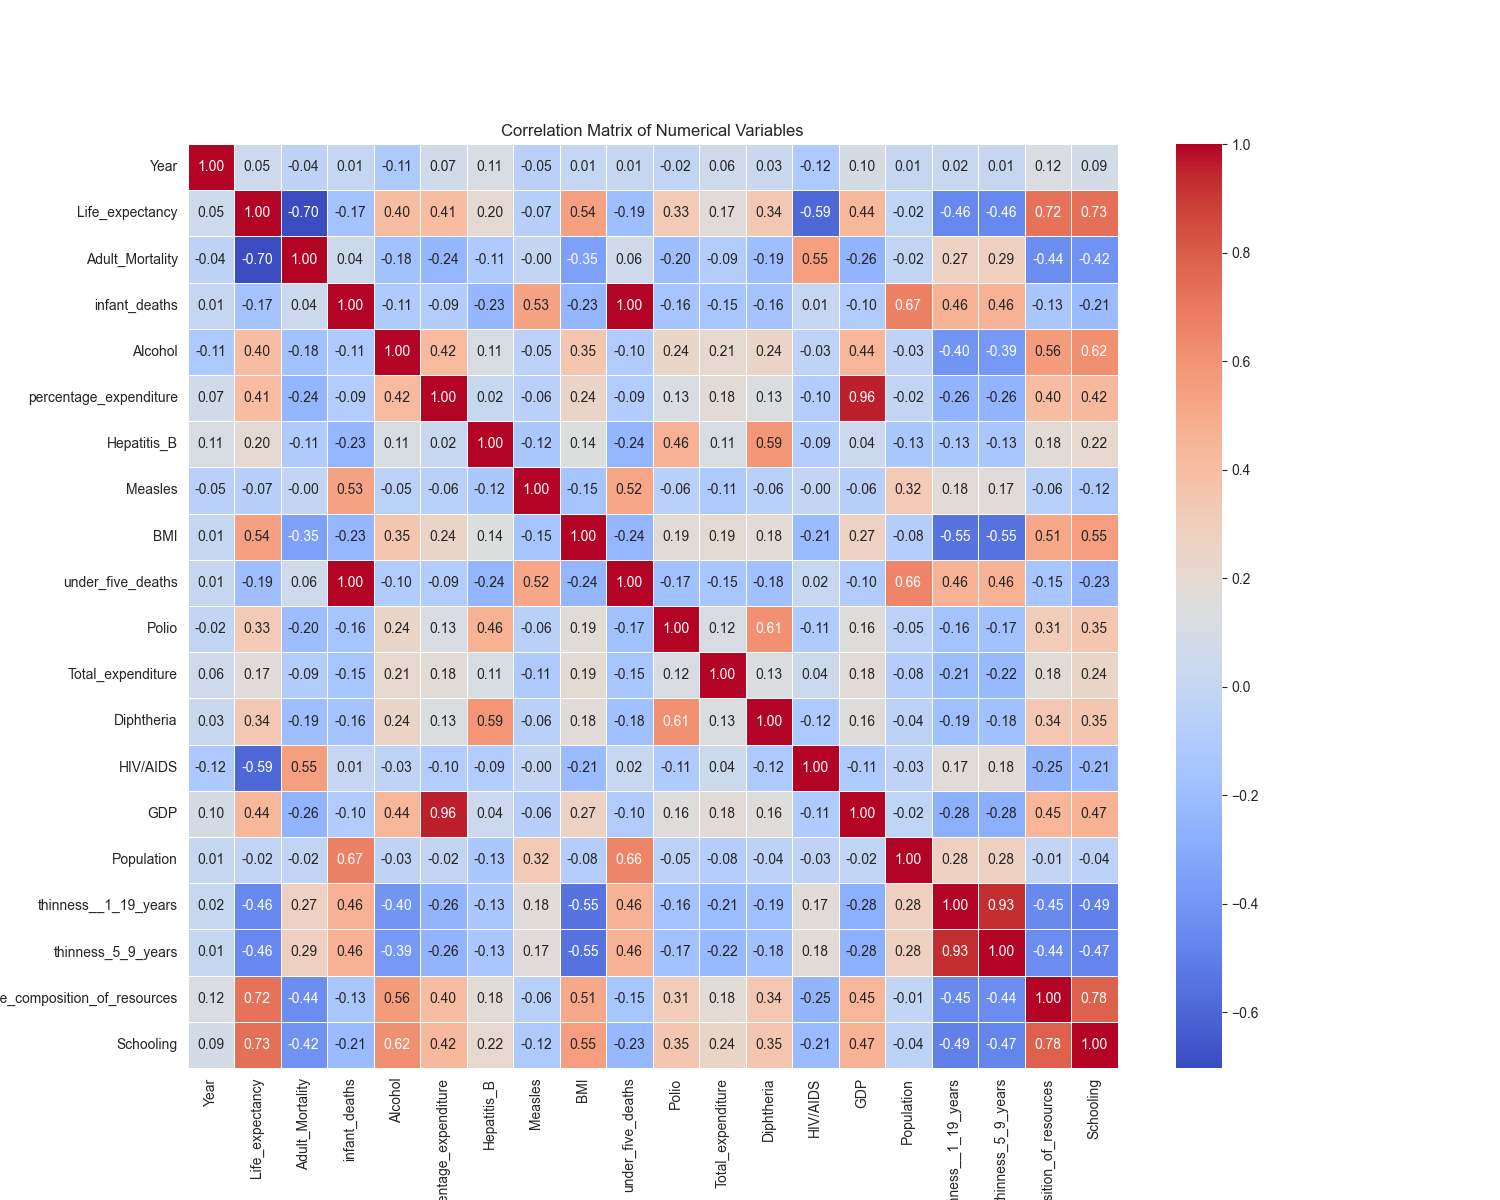 Correlation Matrix of Numerical Variables
Year 1.00 0.05 -0.04 0.01 -0.11 0.07 0.11 -0.05 0.01 0.01 -0.02 0.06 0.03 -0.12 0.10 0.01 0.02 0.01 0.12 0.09
Life_expectancy 0.05 1.00 -0.70 -0.17 0.40 0.41 0.20 -0.07 0.54 -0.19 0.33 0.17 0.34 -0.59 0.44 -0.02 -0.46 -0.46 0.72 0.73
Adult_Mortality -0.04 -0.70 1.00 0.04 -0.18 -0.24 -0.11 -0.00 -0.35 0.06 -0.20 -0.09 -0.19 0.55 -0.26 -0.02 0.27 0.29 -0.44 -0.42
infant_deaths 0.01 -0.17 0.04 1.00 -0.11 -0.09 -0.23 0.53 -0.23 1.00 -0.16 -0.15 -0.16 0.01 -0.10 0.67 0.46 0.46 -0.13 -0.21
Alcohol -0.11 0.40 -0.18 -0.11 1.00 0.42 0.11 -0.05 0.35 -0.10 0.24 0.21 0.24 -0.03 0.44 -0.03 -0.40 -0.39 0.56 0.62
percentage_expenditure 0.07 0.41 -0.24 -0.09 0.42 1.00 0.02 -0.06 0.24 -0.09 0.13 0.18 0.13 -0.10 0.96 -0.02 -0.26 -0.26 0.40 0.42
Hepatitis_B 0.11 0.20 -0.11 -0.23 0.11 0.02 1.00 -0.12 0.14 -0.24 0.46 0.11 0.59 -0.09 0.04 -0.13 -0.13 -0.13 0.18 0.22
Measles -0.05 -0.07 -0.00 0.53 -0.05 -0.06 -0.12 1.00 -0.15 0.52 -0.06 -0.11 -0.06 -0.00 -0.06 0.32 0.18 0.17 -0.06 -0.12
BMI 0.01 0.54 -0.35 -0.23 0.35 0.24 0.14 -0.15 1.00 -0.24 0.19 0.19 0.18 -0.21 0.27 -0.08 -0.55 -0.55 0.51 0.55
under_five_deaths 0.01 -0.19 0.06 1.00 -0.10 -0.09 -0.24 0.52 -0.24 1.00 -0.17 -0.15 -0.18 0.02 -0.10 0.66 0.46 0.46 -0.15 -0.23
Polio -0.02 0.33 -0.20 -0.16 0.24 0.13 0.46 -0.06 0.19 -0.17 1.00 0.12 0.61 -0.11 0.16 -0.05 -0.16 -0.17 0.31 0.35
Total_expenditure 0.06 0.17 -0.09 -0.15 0.21 0.18 0.11 -0.11 0.19 -0.15 0.12 1.00 0.13 0.04 0.18 -0.08 -0.21 -0.22 0.18 0.24
Diphtheria 0.03 0.34 -0.19 -0.16 0.24 0.13 0.59 -0.06 0.18 -0.18 0.61 0.13 1.00 -0.12 0.16 -0.04 -0.19 -0.18 0.34 0.35
HIV/AIDS -0.12 -0.59 0.55 0.01 -0.03 -0.10 -0.09 -0.00 -0.21 0.02 -0.11 0.04 -0.12 1.00 -0.11 -0.03 0.17 0.18 -0.25 -0.21
GDP 0.10 0.44 -0.26 -0.10 0.44 0.96 0.04 -0.06 0.27 -0.10 0.16 0.18 0.16 -0.11 1.00 -0.02 -0.28 -0.28 0.45 0.47
Population 0.01 -0.02 -0.02 0.67 -0.03 -0.02 -0.13 0.32 -0.08 0.66 -0.05 -0.08 -0.04 -0.03 -0.02 1.00 0.28 0.28 -0.01 -0.04
thinness__1_19_years 0.02 -0.46 0.27 0.46 -0.40 -0.26 -0.13 0.18 -0.55 0.46 -0.16 -0.21 -0.19 0.17 -0.28 0.28 1.00 0.93 -0.45 -0.49
thinness_5_9_years 0.01 -0.46 0.29 0.46 -0.39 -0.26 -0.13 0.17 -0.55 0.46 -0.17 -0.22 -0.18 0.18 -0.28 0.28 0.93 1.00 -0.44 -0.47
e_composition_of_resources 0.12 0.72 -0.44 -0.13 0.56 0.40 0.18 -0.06 0.51 -0.15 0.31 0.18 0.34 -0.25 0.45 -0.01 -0.45 -0.44 1.00 0.78
Schooling 0.09 0.73 -0.42 -0.21 0.62 0.42 0.22 -0.12 0.55 -0.23 0.35 0.24 0.35 -0.21 0.47 -0.04 -0.49 -0.47 0.78 1.00
Year
Life_expectancy
Adult_Mortality
infant_deaths
Alcohol
entage_expenditure
Hepatitis_B
Measles
BMI
under_five_deaths
Polio
Total_expenditure
Diphtheria
HIV/AIDS
GDP
Population
nness__1_19_years
hinness_5_9_years
sition_of_resources
Schooling
1.0
0.8
0.6
0.4
0.2
0.0
−0.2
−0.4
−0.6